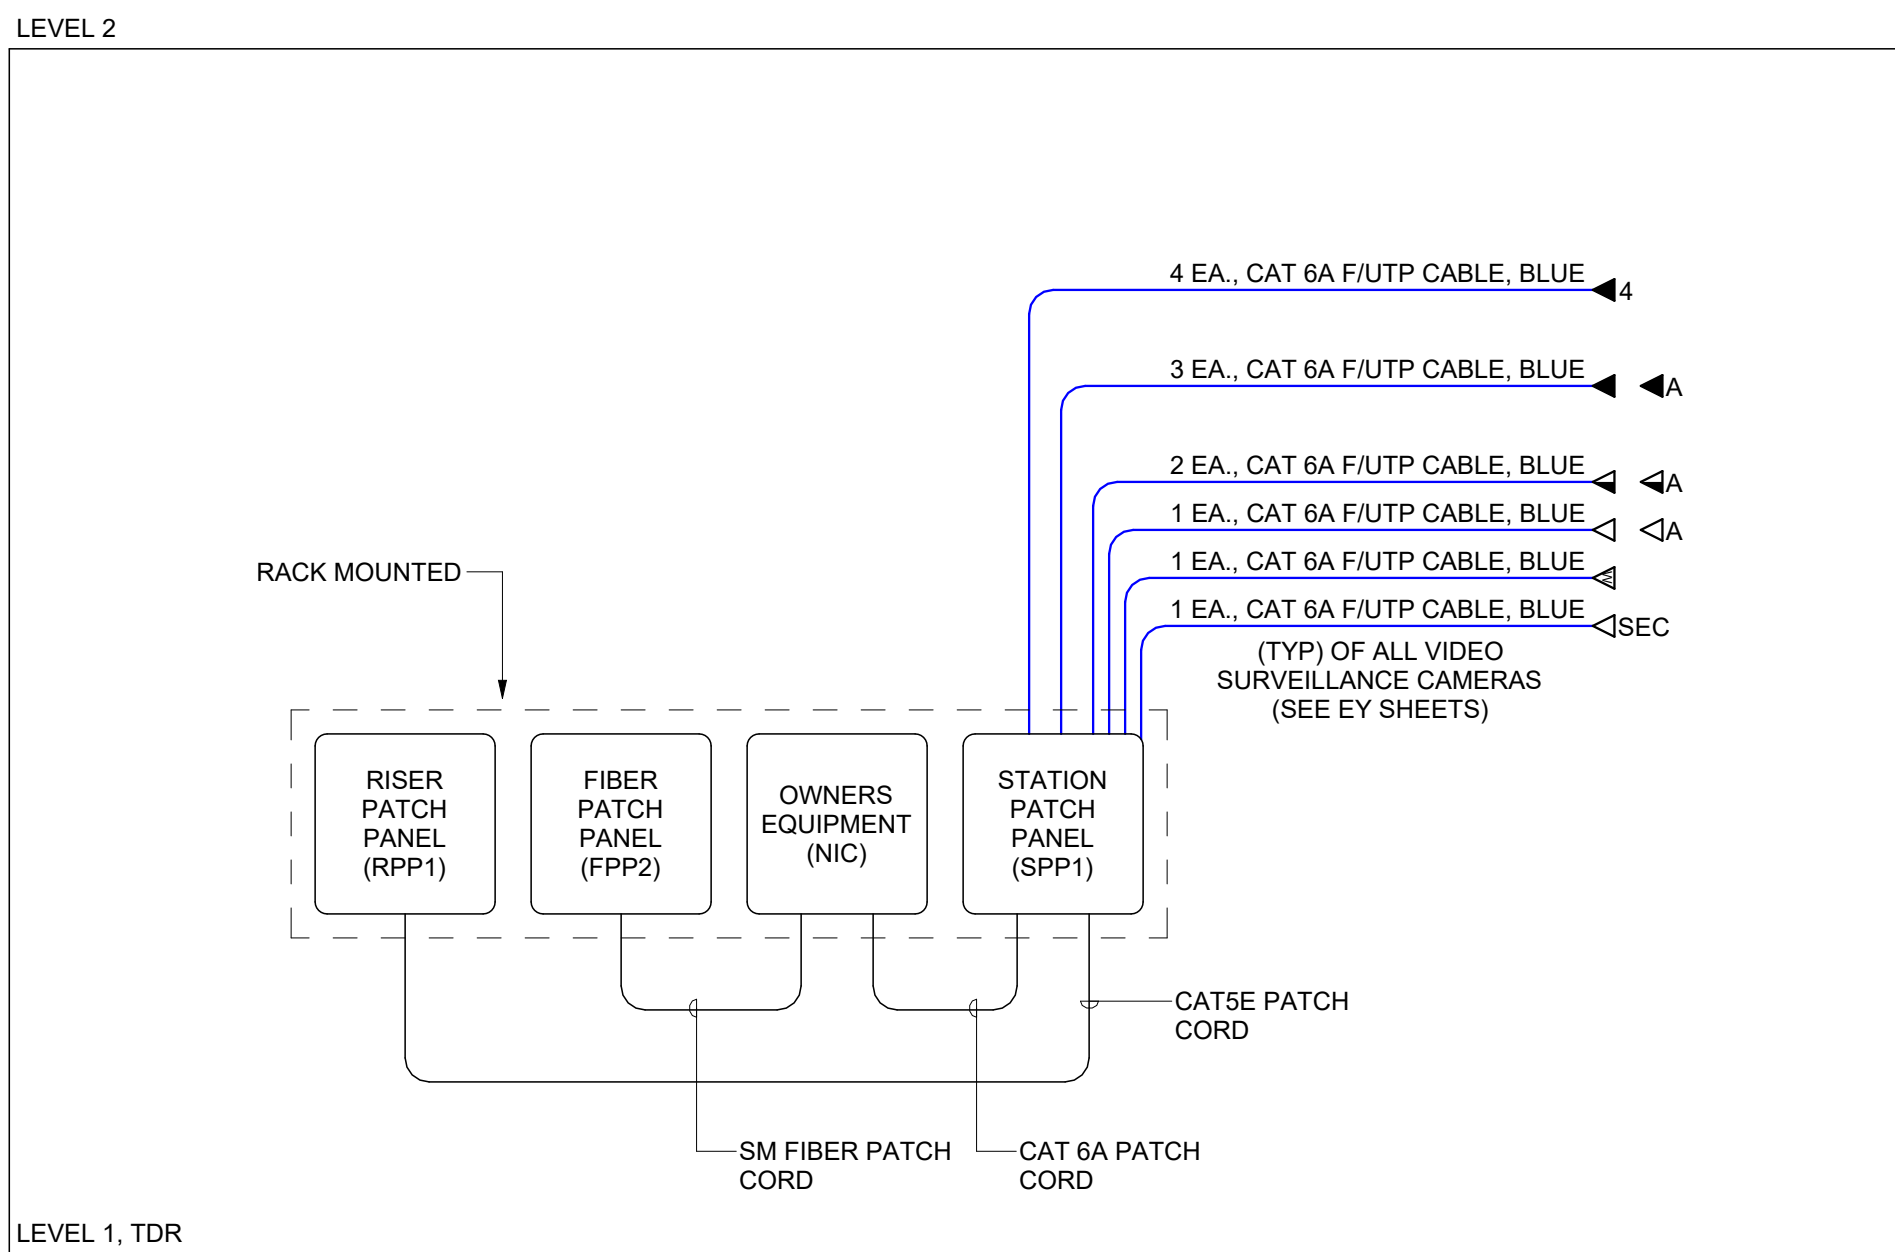 LEVEL 2
4 EA., CAT 6A F/UTP CABLE, BLUE
4
3 EA., CAT 6A F/UTP CABLE, BLUE
A
2 EA., CAT 6A F/UTP CABLE, BLUE
A
1 EA., CAT 6A F/UTP CABLE, BLUE
A
1 EA., CAT 6A F/UTP CABLE, BLUE
W
1 EA., CAT 6A F/UTP CABLE, BLUE
SEC
(TYP) OF ALL VIDEO
SURVEILLANCE CAMERAS
(SEE EY SHEETS)
RACK MOUNTED
RISER
PATCH
PANEL
(RPP1)
FIBER
PATCH
PANEL
(FPP2)
OWNERS
EQUIPMENT
(NIC)
STATION
PATCH
PANEL
(SPP1)
CAT5E PATCH
CORD
SM FIBER PATCH
CORD
CAT 6A PATCH
CORD
LEVEL 1, TDR